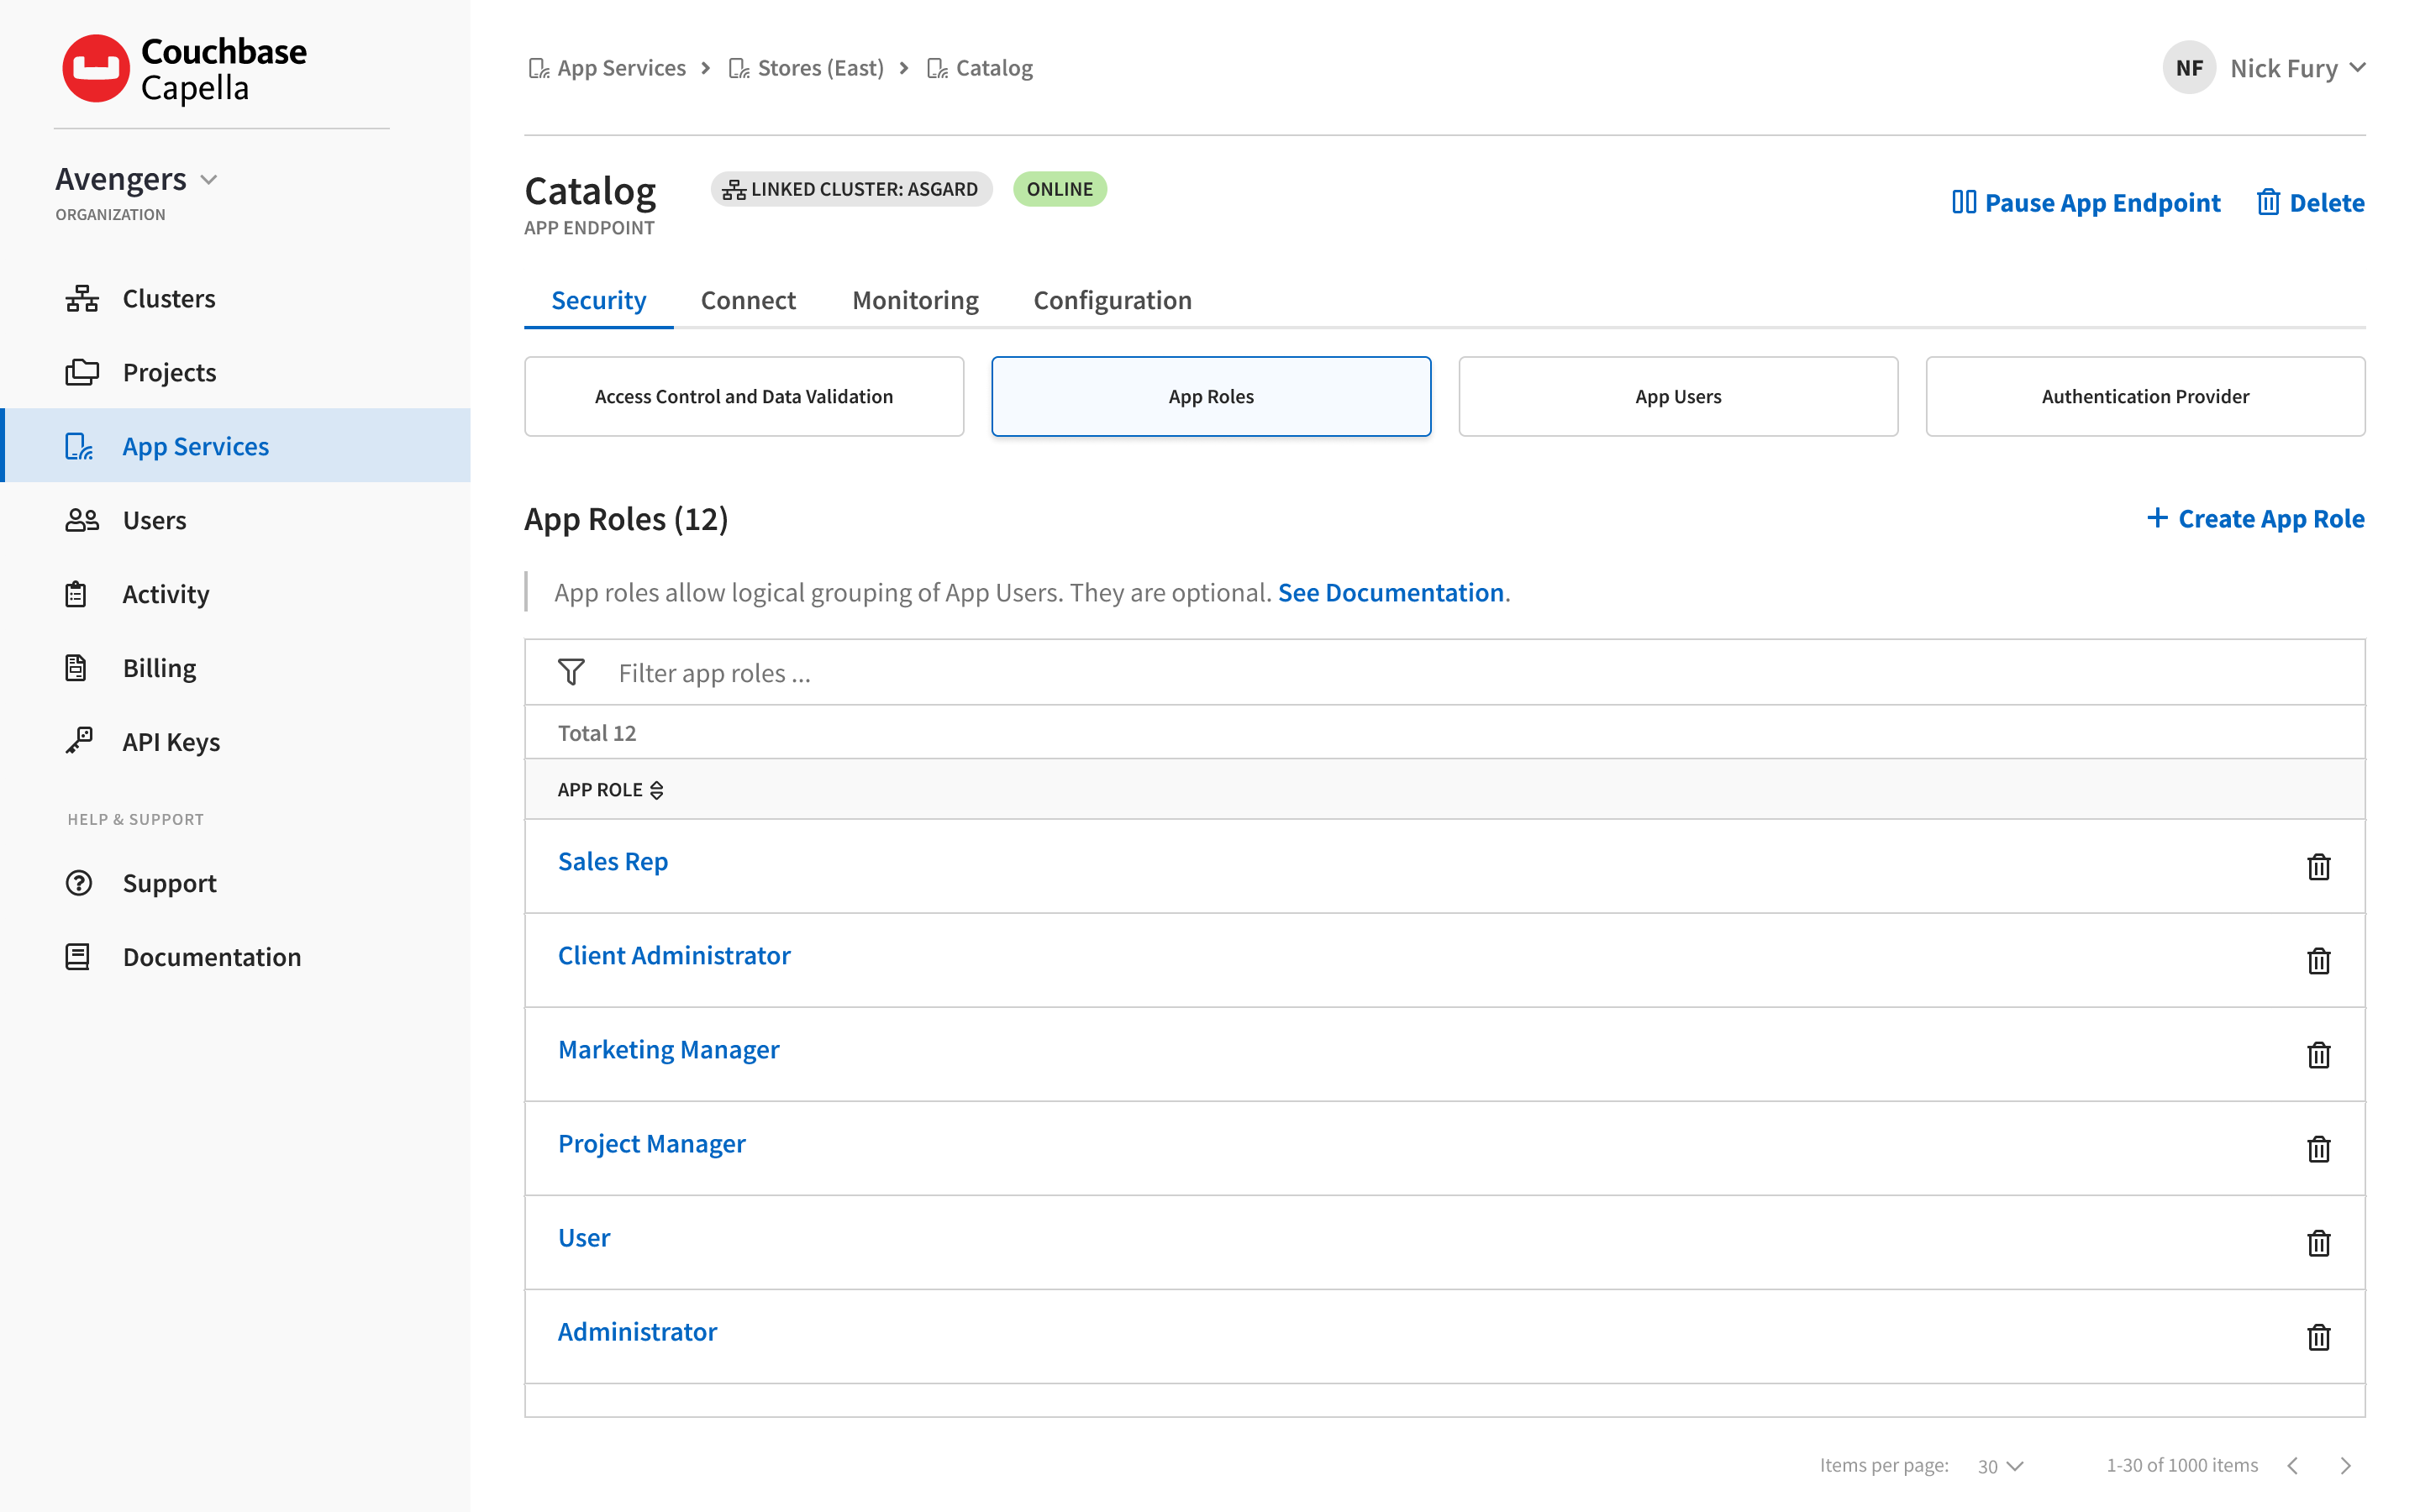 Couchbase
Capella
Avengers
ORGANIZATION
Clusters
Projects
App Services
Users
Activity
Billing
API Keys
HELP & SUPPORT
Support
Documentation
App Services > Stores (East) > Catalog
NF Nick Fury
Catalog
APP ENDPOINT
LINKED CLUSTER: ASGARD
ONLINE
Pause App Endpoint
Delete
Security Connect Monitoring Configuration
Access Control and Data Validation
App Roles
App Users
Authentication Provider
App Roles (12)
+ Create App Role
App roles allow logical grouping of App Users. They are optional. See Documentation.
Filter app roles ...
Total 12
APP ROLE
Sales Rep
Client Administrator
Marketing Manager
Project Manager
User
Administrator
Items per page: 30 1-30 of 1000 items